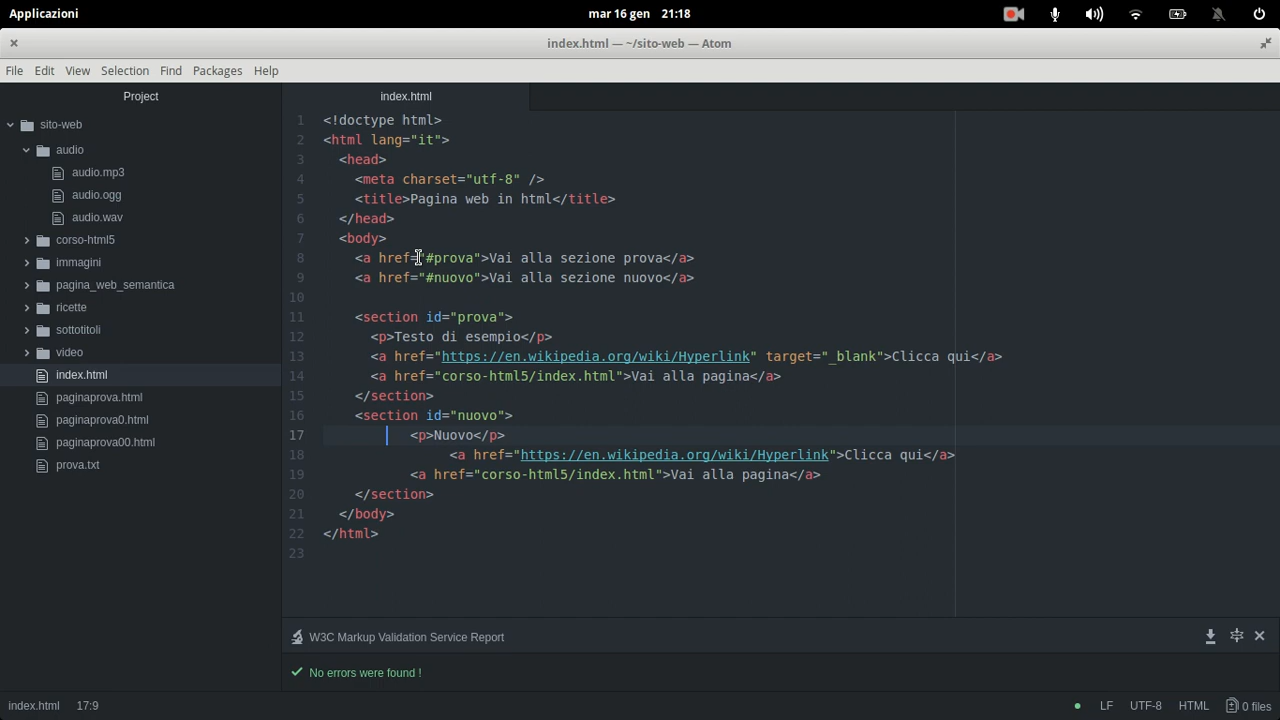 Applicazioni
mar 16 gen 21:18
index.html — ~/sito-web — Atom
File Edit View Selection Find Packages Help
Project
sito-web
audio
audio.mp3
audio.ogg
audio.wav
corso-html5
immagini
pagina_web_semantica
ricette
sottotitoli
video
index.html
paginaprova.html
paginaprova0.html
paginaprova00.html
prova.txt
index.html
1 <!doctype html>
2 <html lang="it">
3 <head>
4 <meta charset="utf-8" />
5 <title>Pagina web in html</title>
6 </head>
7 <body>
8 <a href="#prova">Vai alla sezione prova</a>
9 <a href="#nuovo">Vai alla sezione nuovo</a>
10
11 <section id="prova">
12 <p>Testo di esempio</p>
13 <a href="https://en.wikipedia.org/wiki/Hyperlink" target="_blank">Clicca qui</a>
14 <a href="corso-html5/index.html">Vai alla pagina</a>
15 </section>
16 <section id="nuovo">
17 <p>Nuovo</p>
18 <a href="https://en.wikipedia.org/wiki/Hyperlink">Clicca qui</a>
19 <a href="corso-html5/index.html">Vai alla pagina</a>
20 </section>
21 </body>
22 </html>
23
W3C Markup Validation Service Report
No errors were found !
index.html 17:9
LF UTF-8 HTML 0 files